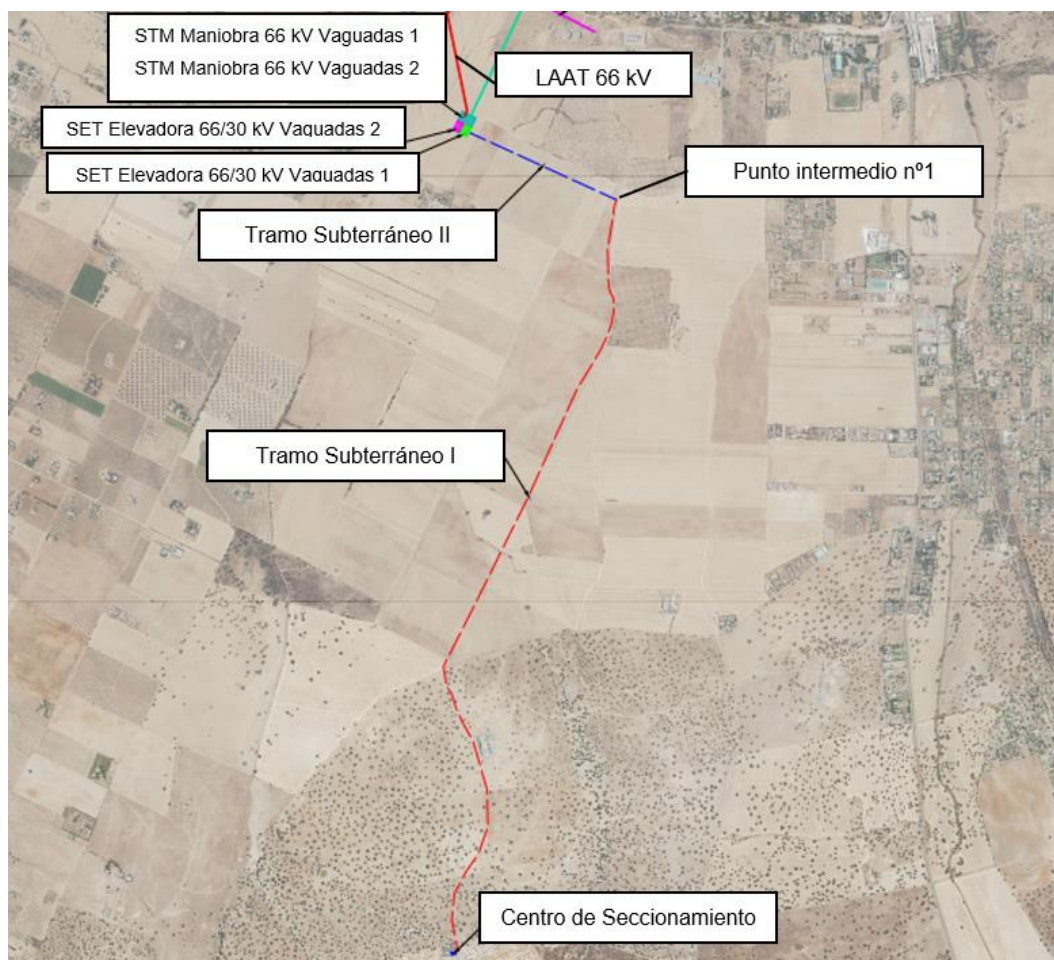 STM Maniobra 66 kV Vaguadas 1
STM Maniobra 66 kV Vaguadas 2
LAAT 66 kV
SET Elevadora 66/30 kV Vaguadas 2
SET Elevadora 66/30 kV Vaguadas 1
Punto intermedio nº1
Tramo Subterráneo II
Tramo Subterráneo I
Centro de Seccionamiento